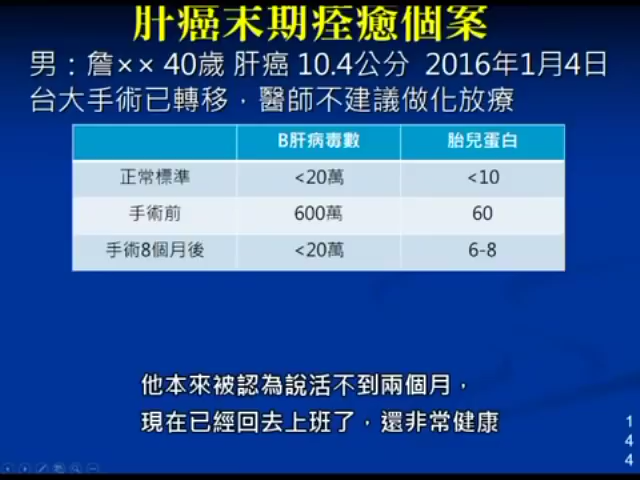 肝癌末期痊癒個案
男：詹×× 40歲 肝癌 10.4公分 2016年1月4日
台大手術已轉移，醫師不建議做化放療
B肝病毒數 胎兒蛋白
正常標準 <20萬 <10
手術前 600萬 60
手術8個月後 <20萬 6-8
他本來被認為說活不到兩個月，
現在已經回去上班了，還非常健康
144